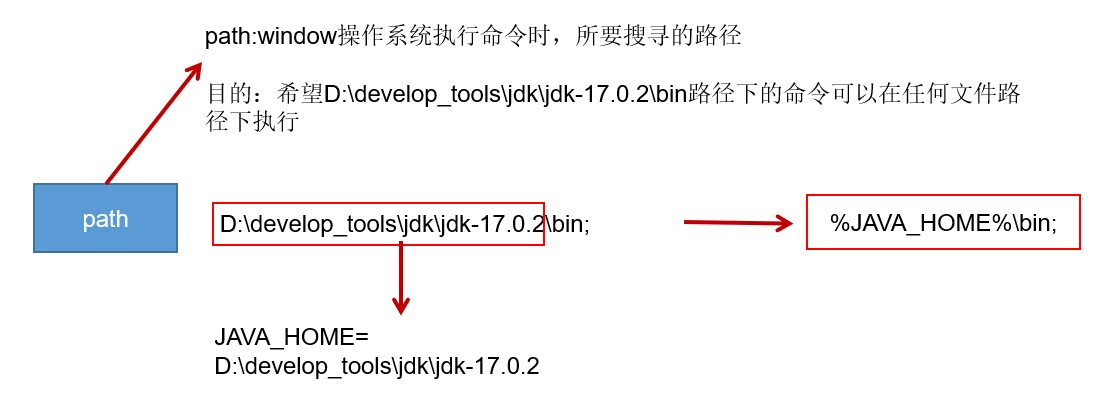 path:window操作系统执行命令时，所要搜寻的路径
目的：希望D:\develop_tools\jdk\jdk-17.0.2\bin路径下的命令可以在任何文件路
径下执行
path
D:\develop_tools\jdk\jdk-17.0.2\bin;
%JAVA_HOME%\bin;
JAVA_HOME=
D:\develop_tools\jdk\jdk-17.0.2